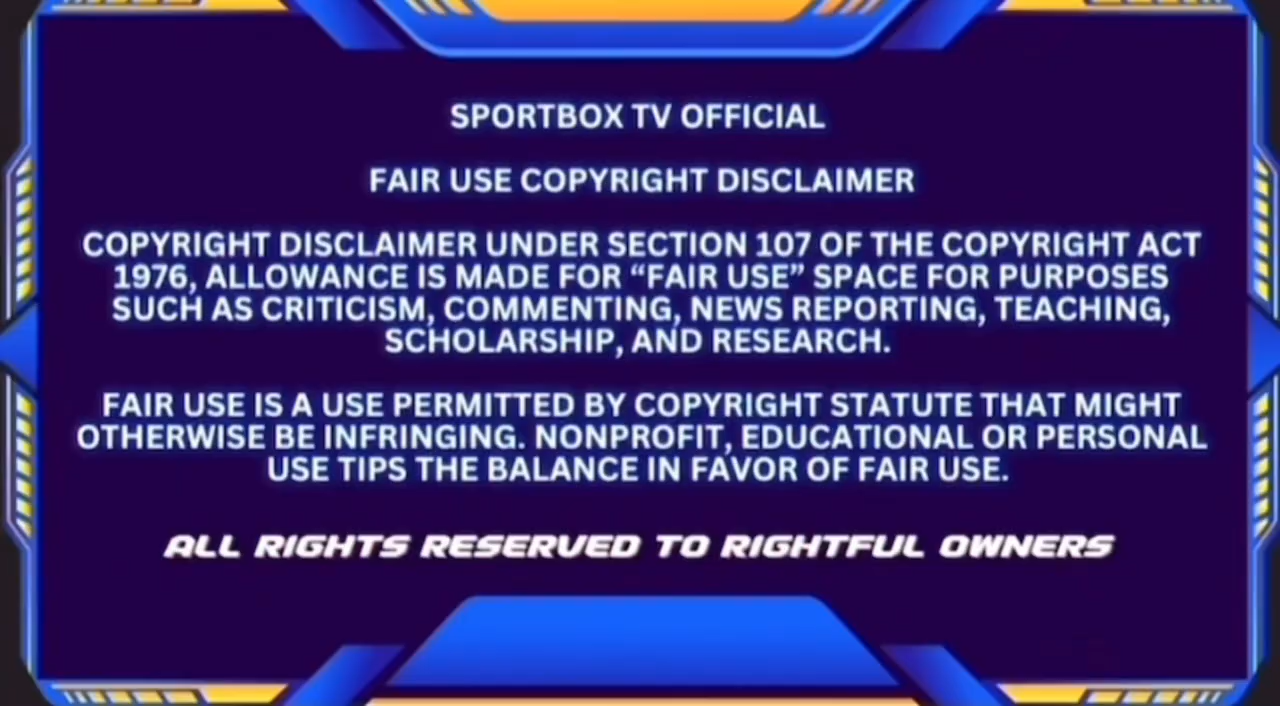 SPORTBOX TV OFFICIAL
FAIR USE COPYRIGHT DISCLAIMER
COPYRIGHT DISCLAIMER UNDER SECTION 107 OF THE COPYRIGHT ACT
1976, ALLOWANCE IS MADE FOR “FAIR USE” SPACE FOR PURPOSES
SUCH AS CRITICISM, COMMENTING, NEWS REPORTING, TEACHING,
SCHOLARSHIP, AND RESEARCH.
FAIR USE IS A USE PERMITTED BY COPYRIGHT STATUTE THAT MIGHT
OTHERWISE BE INFRINGING. NONPROFIT, EDUCATIONAL OR PERSONAL
USE TIPS THE BALANCE IN FAVOR OF FAIR USE.
ALL RIGHTS RESERVED TO RIGHTFUL OWNERS